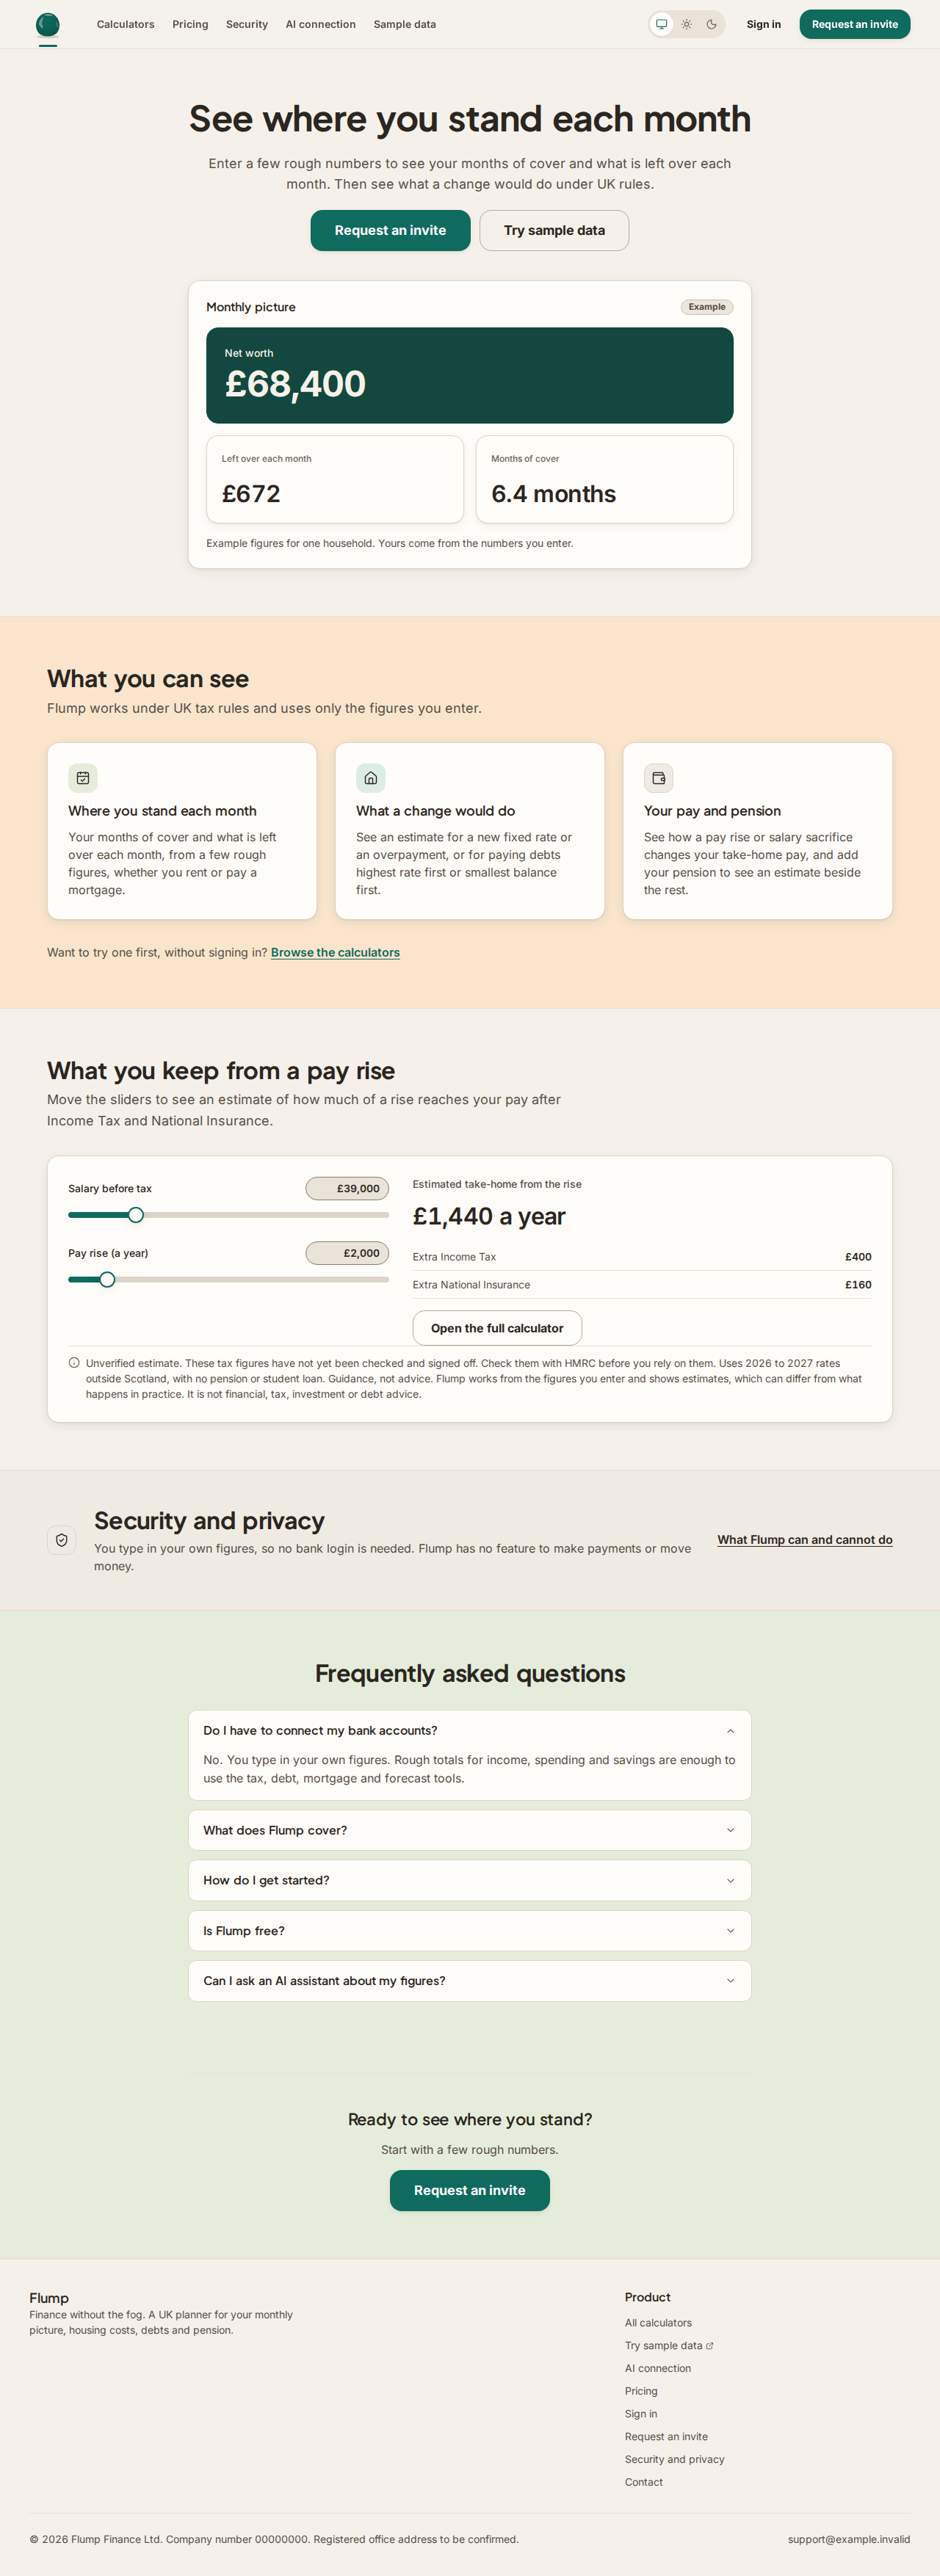 Calculators Pricing Security AI connection Sample data Sign in Request an invite
See where you stand each month
Enter a few rough numbers to see your months of cover and what is left over each
month. Then see what a change would do under UK rules.
Request an invite Try sample data
Monthly picture Example
Net worth
£68,400
Left over each month
£672
Months of cover
6.4 months
Example figures for one household. Yours come from the numbers you enter.
What you can see
Flump works under UK tax rules and uses only the figures you enter.
Where you stand each month
Your months of cover and what is left
over each month, from a few rough
figures, whether you rent or pay a
mortgage.
What a change would do
See an estimate for a new fixed rate or
an overpayment, or for paying debts
highest rate first or smallest balance
first.
Your pay and pension
See how a pay rise or salary sacrifice
changes your take-home pay, and add
your pension to see an estimate beside
the rest.
Want to try one first, without signing in? Browse the calculators
What you keep from a pay rise
Move the sliders to see an estimate of how much of a rise reaches your pay after
Income Tax and National Insurance.
Salary before tax £39,000
Pay rise (a year) £2,000
Estimated take-home from the rise
£1,440 a year
Extra Income Tax £400
Extra National Insurance £160
Open the full calculator
Unverified estimate. These tax figures have not yet been checked and signed off. Check them with HMRC before you rely on them. Uses 2026 to 2027 rates
outside Scotland, with no pension or student loan. Guidance, not advice. Flump works from the figures you enter and shows estimates, which can differ from what
happens in practice. It is not financial, tax, investment or debt advice.
Security and privacy
You type in your own figures, so no bank login is needed. Flump has no feature to make payments or move
money.
What Flump can and cannot do
Frequently asked questions
Do I have to connect my bank accounts?
No. You type in your own figures. Rough totals for income, spending and savings are enough to
use the tax, debt, mortgage and forecast tools.
What does Flump cover?
How do I get started?
Is Flump free?
Can I ask an AI assistant about my figures?
Ready to see where you stand?
Start with a few rough numbers.
Request an invite
Flump
Finance without the fog. A UK planner for your monthly
picture, housing costs, debts and pension.
Product
All calculators
Try sample data
AI connection
Pricing
Sign in
Request an invite
Security and privacy
Contact
© 2026 Flump Finance Ltd. Company number 00000000. Registered office address to be confirmed. support@example.invalid